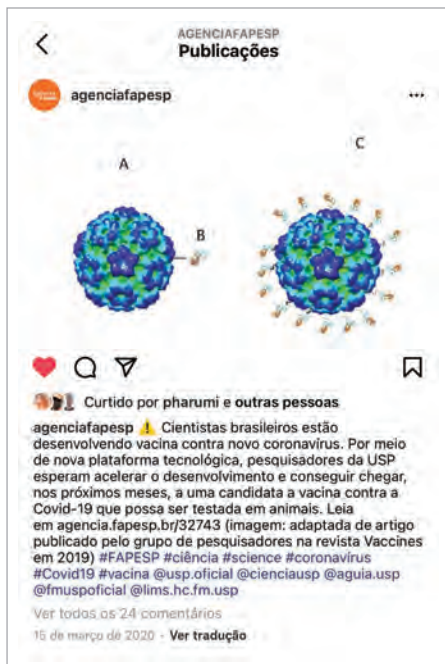 AGENCIAFAPESP
Publicações
agenciafapesp
A
B
C
Curtido por pharumi e outras pessoas
agenciafapesp ⚠️ Cientistas brasileiros estão
desenvolvendo vacina contra novo coronavírus. Por meio
de nova plataforma tecnológica, pesquisadores da USP
esperam acelerar o desenvolvimento e conseguir chegar,
nos próximos meses, a uma candidata a vacina contra a
Covid-19 que possa ser testada em animais. Leia
em agencia.fapesp.br/32743 (imagem: adaptada de artigo
publicado pelo grupo de pesquisadores na revista Vaccines
em 2019) #FAPESP #ciência #science #coronavírus
#Covid19 #vacina @usp.oficial @cienciausp @aguia.usp
@fmuspoficial @lims.hc.fm.usp
Ver todos os 24 comentários
15 de março de 2020 · Ver tradução